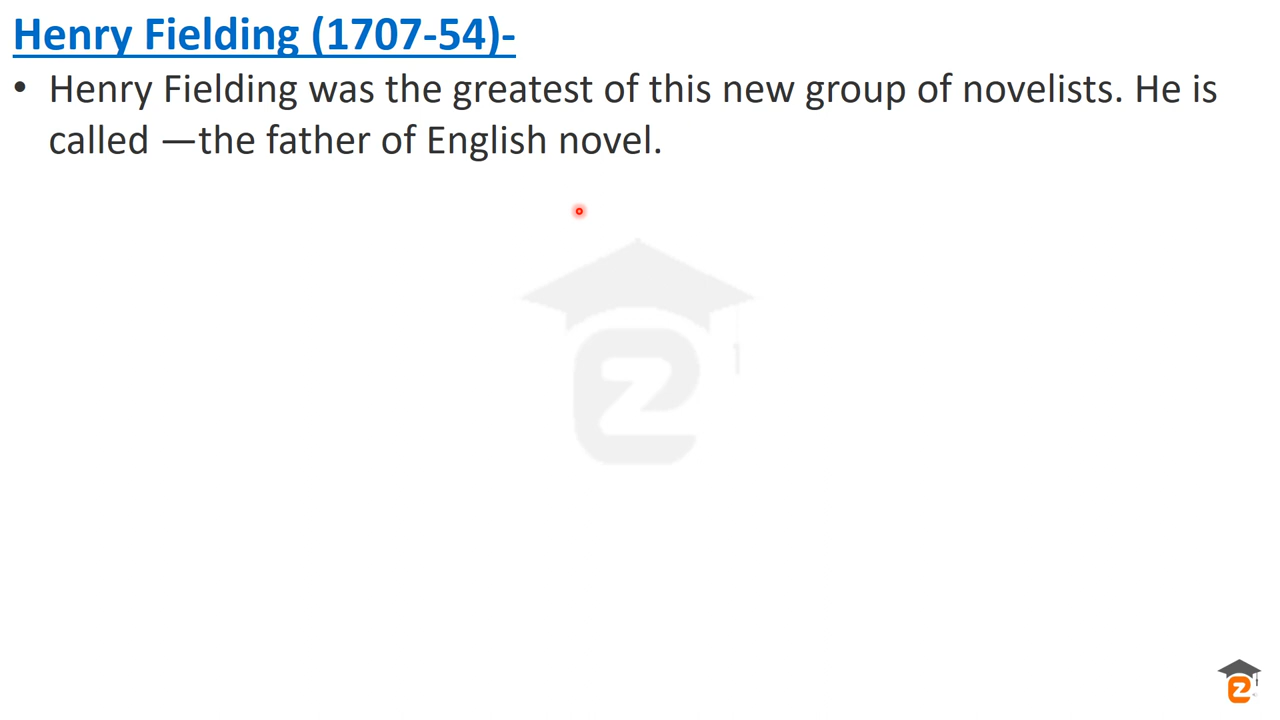 Henry Fielding (1707-54)-
• Henry Fielding was the greatest of this new group of novelists. He is
called —the father of English novel.